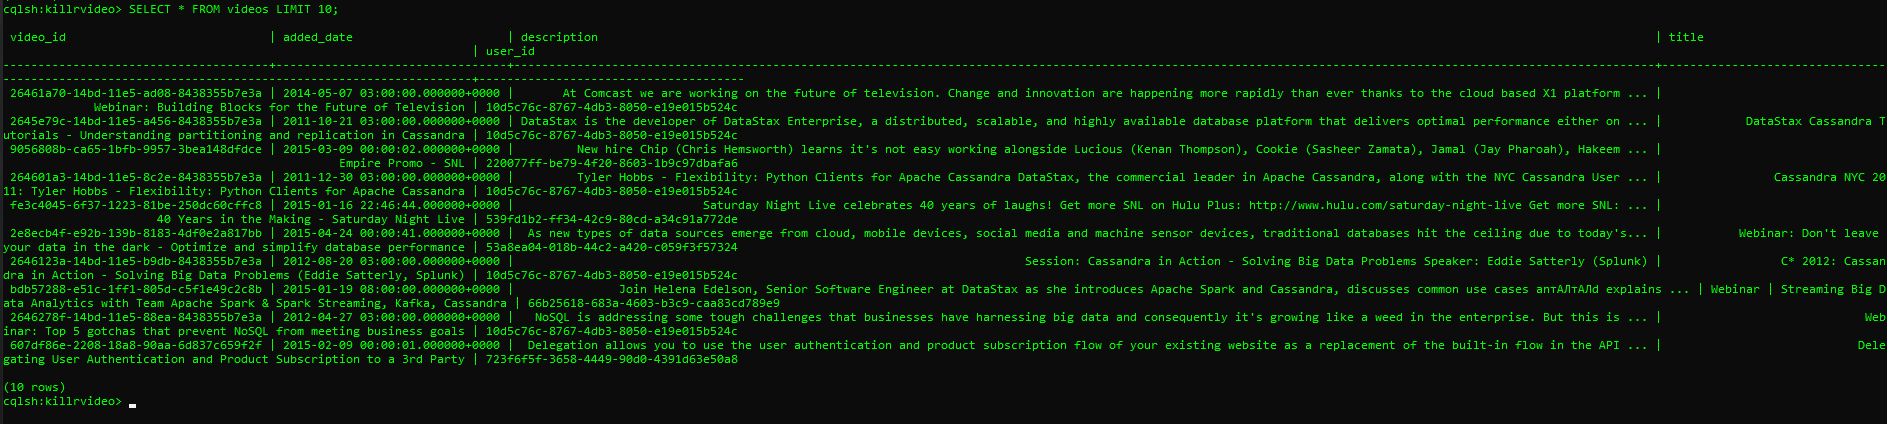 cqlsh:killrvideo> SELECT * FROM videos LIMIT 10;
video_id | added_date | description | title
| user_id
--------------------------------------+---------------------------------+------------------------------------------------------------------------------------------------------------------------------------------------------------------+--------------------------------
-------------------------------------------------------------------+--------------------------------------
26461a70-14bd-11e5-ad08-8438355b7e3a | 2014-05-07 03:00:00.000000+0000 | At Comcast we are working on the future of television. Change and innovation are happening more rapidly than ever thanks to the cloud based X1 platform ... |
Webinar: Building Blocks for the Future of Television | 10d5c76c-8767-4db3-8050-e19e015b524c
2645e79c-14bd-11e5-a456-8438355b7e3a | 2011-10-21 03:00:00.000000+0000 | DataStax is the developer of DataStax Enterprise, a distributed, scalable, and highly available database platform that delivers optimal performance either on ... | DataStax Cassandra T
utorials - Understanding partitioning and replication in Cassandra | 10d5c76c-8767-4db3-8050-e19e015b524c
9056808b-ca65-1bfb-9957-3bea148dfdce | 2015-03-09 00:00:02.000000+0000 | New hire Chip (Chris Hemsworth) learns it's not easy working alongside Lucious (Kenan Thompson), Cookie (Sasheer Zamata), Jamal (Jay Pharoah), Hakeem ... |
Empire Promo - SNL | 220077ff-be79-4f20-8603-1b9c97dbafa6
264601a3-14bd-11e5-8c2e-8438355b7e3a | 2011-12-30 03:00:00.000000+0000 | Tyler Hobbs - Flexibility: Python Clients for Apache Cassandra DataStax, the commercial leader in Apache Cassandra, along with the NYC Cassandra User ... | Cassandra NYC 20
11: Tyler Hobbs - Flexibility: Python Clients for Apache Cassandra | 10d5c76c-8767-4db3-8050-e19e015b524c
fe3c4045-6f37-1223-81be-250dc60cffc8 | 2015-01-16 22:46:44.000000+0000 | Saturday Night Live celebrates 40 years of laughs! Get more SNL on Hulu Plus: http://www.hulu.com/saturday-night-live Get more SNL: ... |
40 Years in the Making - Saturday Night Live | 539fd1b2-ff34-42c9-80cd-a34c91a772de
2e8ecb4f-e92b-139b-8183-4df0e2a817bb | 2015-04-24 00:00:41.000000+0000 | As new types of data sources emerge from cloud, mobile devices, social media and machine sensor devices, traditional databases hit the ceiling due to today's... | Webinar: Don't leave
your data in the dark - Optimize and simplify database performance | 53a8ea04-018b-44c2-a420-c059f3f57324
2646123a-14bd-11e5-b9db-8438355b7e3a | 2012-08-20 03:00:00.000000+0000 | Session: Cassandra in Action - Solving Big Data Problems Speaker: Eddie Satterly (Splunk) | C* 2012: Cassan
dra in Action - Solving Big Data Problems (Eddie Satterly, Splunk) | 10d5c76c-8767-4db3-8050-e19e015b524c
bdb57288-e51c-1ff1-805d-c5f1e49c2c8b | 2015-01-19 08:00:00.000000+0000 | Join Helena Edelson, Senior Software Engineer at DataStax as she introduces Apache Spark and Cassandra, discusses common use cases anтАЛтАЛd explains ... | Webinar | Streaming Big D
ata Analytics with Team Apache Spark & Spark Streaming, Kafka, Cassandra | 66b25618-683a-4603-b3c9-caa83cd789e9
2646278f-14bd-11e5-88ea-8438355b7e3a | 2012-04-27 03:00:00.000000+0000 | NoSQL is addressing some tough challenges that businesses have harnessing big data and consequently it's growing like a weed in the enterprise. But this is ... | Web
inar: Top 5 gotchas that prevent NoSQL from meeting business goals | 10d5c76c-8767-4db3-8050-e19e015b524c
607df86e-2208-18a8-90aa-6d837c659f2f | 2015-02-09 00:00:01.000000+0000 | Delegation allows you to use the user authentication and product subscription flow of your existing website as a replacement of the built-in flow in the API ... | Dele
gating User Authentication and Product Subscription to a 3rd Party | 723f6f5f-3658-4449-90d0-4391d63e50a8
(10 rows)
cqlsh:killrvideo>